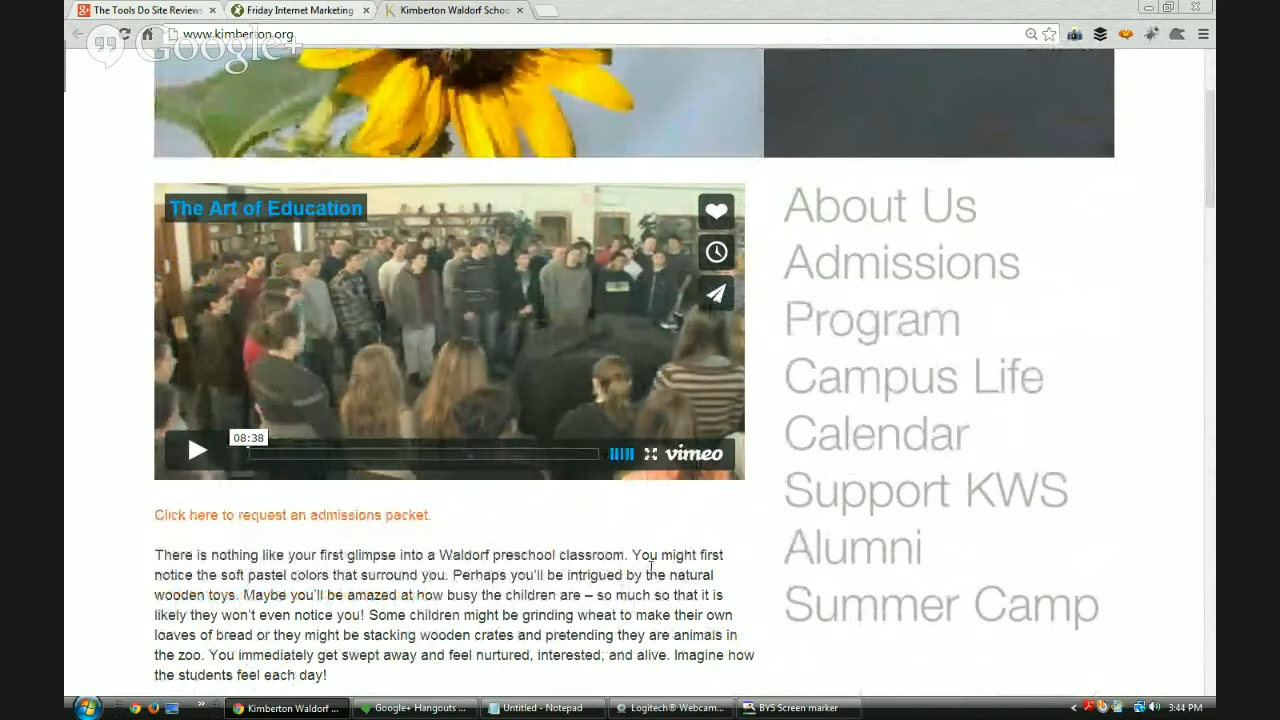 The Tools Do Site Reviews
Friday Internet Marketing
Kimberton Waldorf Schoo
www.kimberton.org
Google+
The Art of Education
08:38
vimeo
About Us
Admissions
Program
Campus Life
Calendar
Support KWS
Alumni
Summer Camp
Click here to request an admissions packet.
There is nothing like your first glimpse into a Waldorf preschool classroom. You might first
notice the soft pastel colors that surround you. Perhaps you'll be intrigued by the natural
wooden toys. Maybe you'll be amazed at how busy the children are – so much so that it is
likely they won't even notice you! Some children might be grinding wheat to make their own
loaves of bread or they might be stacking wooden crates and pretending they are animals in
the zoo. You immediately get swept away and feel nurtured, interested, and alive. Imagine how
the students feel each day!
Kimberton Waldorf ...
Google+ Hangouts ...
Untitled - Notepad
Logitech® Webcam...
BYS Screen marker
3:44 PM